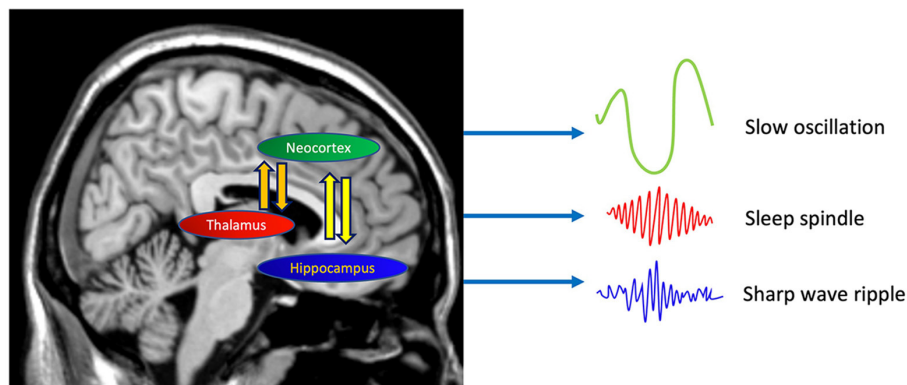 Neocortex
Thalamus
Hippocampus
Slow oscillation
Sleep spindle
Sharp wave ripple